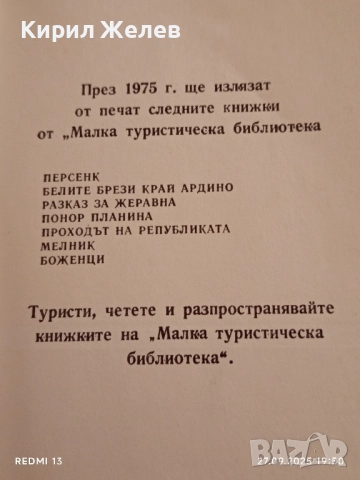 Кирил Желев
През 1975 г. ще излязат
от печат следните книжки
от „Малка туристическа библиотека
ПЕРСЕНК
БЕЛИТЕ БРЕЗИ КРАЙ АРДИНО
РАЗКАЗ ЗА ЖЕРАВНА
ПОНОР ПЛАНИНА
ПРОХОДЪТ НА РЕПУБЛИКАТА
МЕЛНИК
БОЖЕНЦИ
Туристи, четете и разпространявайте
книжките на „Малка туристическа
библиотека“.
REDMI 13
27.09.2025 19:50
BAZAR
bg